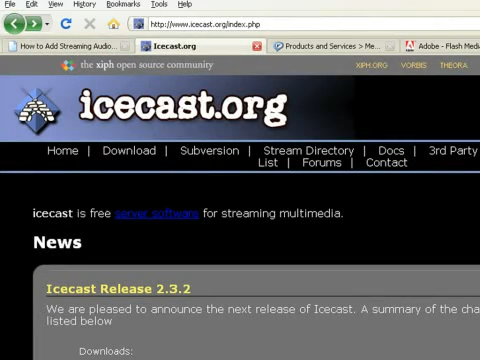 File Edit View History Bookmarks Tools Help
http://www.icecast.org/index.php
How to Add Streaming Audio... Icecast.org Products and Services > Me... Adobe - Flash Media
the xiph open source community XIPH.ORG VORBIS THEORA
icecast.org
Home | Download | Subversion | Stream Directory | Docs | 3rd Party
List | Forums | Contact
icecast is free server software for streaming multimedia.
News
Icecast Release 2.3.2
We are pleased to announce the next release of Icecast. A summary of the cha
listed below
Downloads: